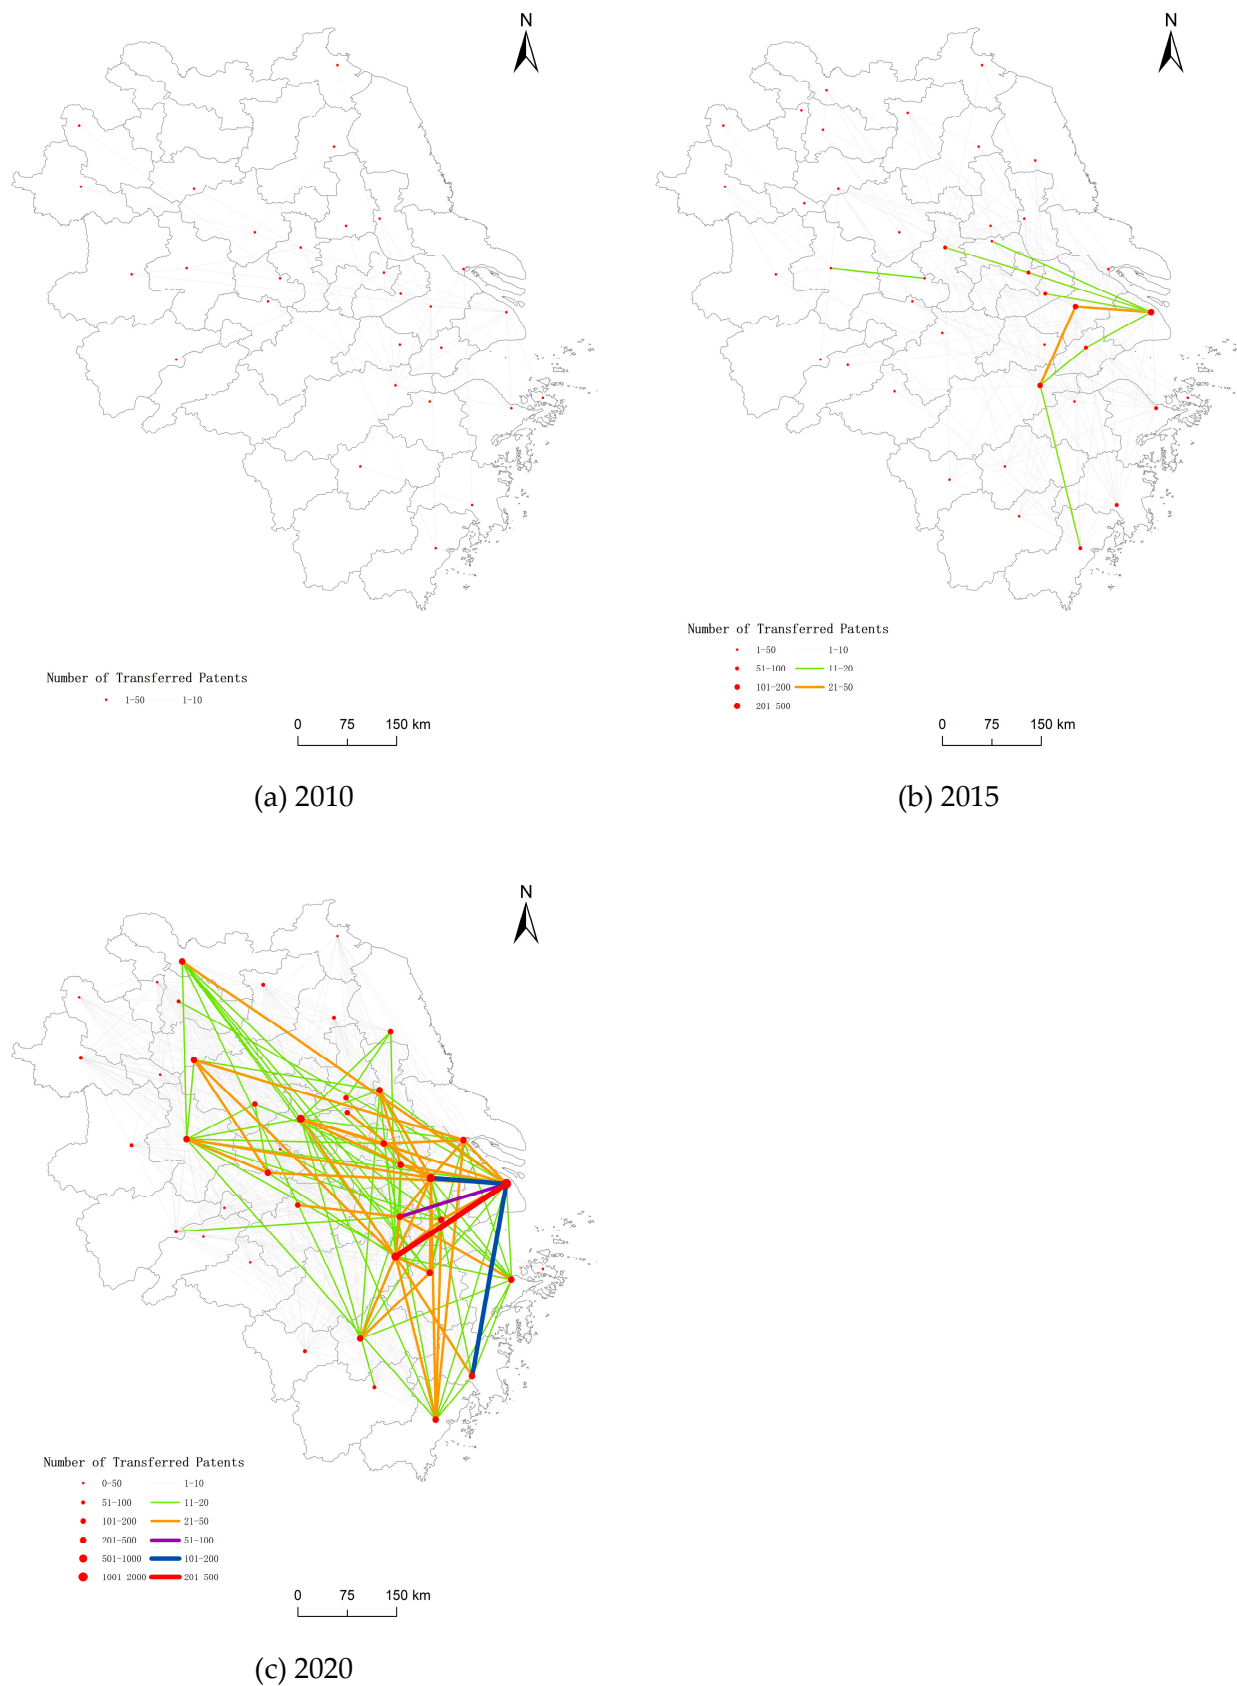 N
Number of Transferred Patents
1-50 1-10
0 75 150 km
(a) 2010
N
Number of Transferred Patents
1-50 1-10
51-100 11-20
101-200 21-50
201-500
0 75 150 km
(b) 2015
N
Number of Transferred Patents
0-50 1-10
51-100 11-20
101-200 21-50
201-500 51-100
501-1000 101-200
1001-2000 201-500
0 75 150 km
(c) 2020